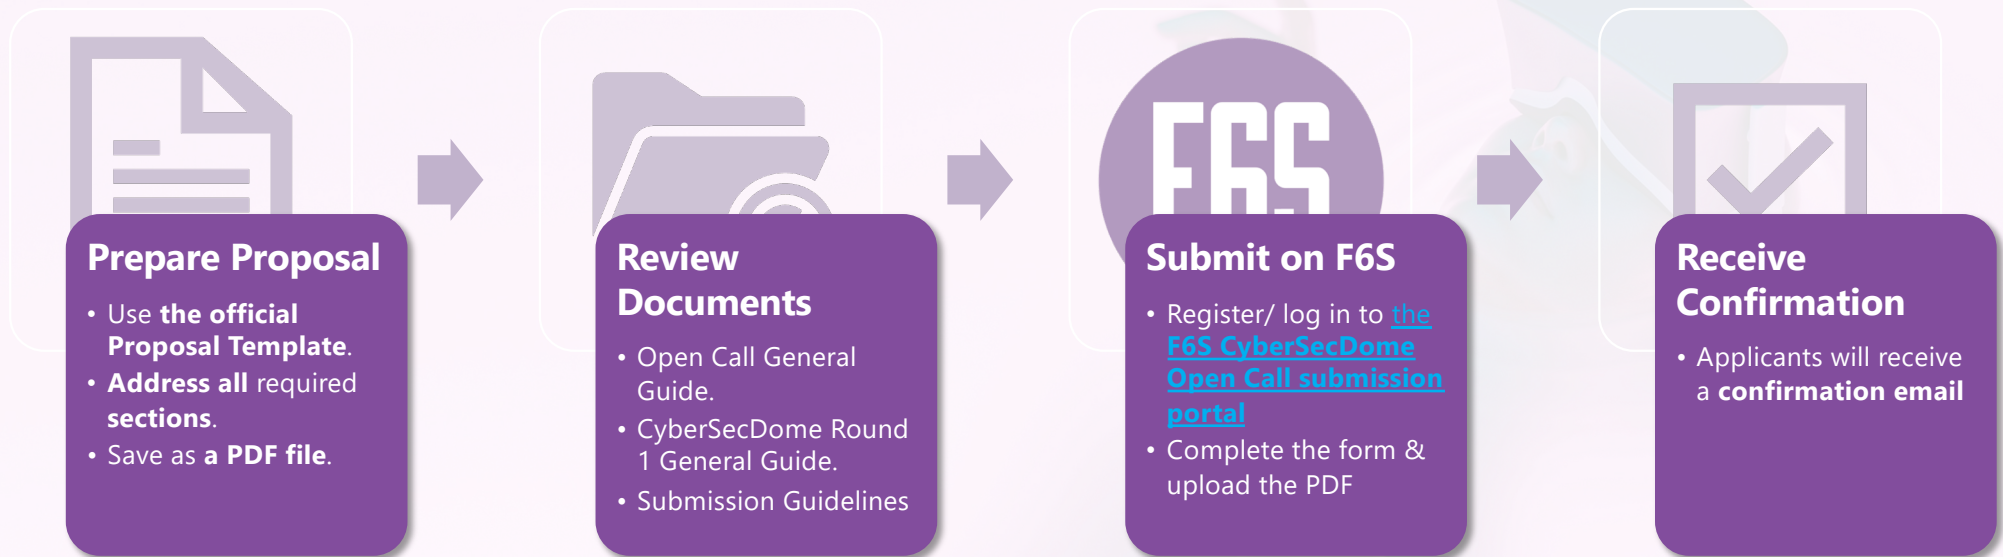 F6S
Prepare Proposal
• Use the official
Proposal Template.
• Address all required
sections.
• Save as a PDF file.
Review
Documents
• Open Call General
Guide.
• CyberSecDome Round
1 General Guide.
• Submission Guidelines
Submit on F6S
• Register/ log in to the
F6S CyberSecDome
Open Call submission
portal
• Complete the form &
upload the PDF
Receive
Confirmation
• Applicants will receive
a confirmation email